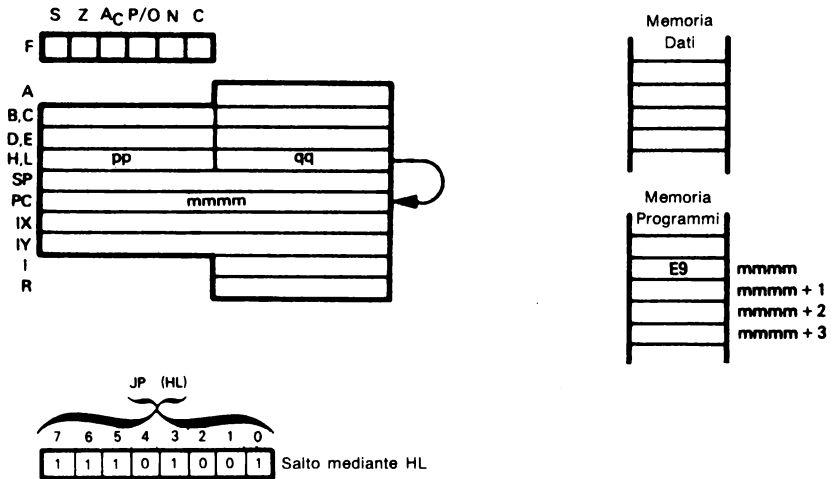 S Z AC P/O N C
F
A
B,C
D,E
H,L pp qq
SP
PC mmmm
IX
IY
I
R
Memoria
Dati
Memoria
Programmi
E9 mmmm
mmmm + 1
mmmm + 2
mmmm + 3
JP (HL)
7 6 5 4 3 2 1 0
1 1 1 0 1 0 0 1 Salto mediante HL